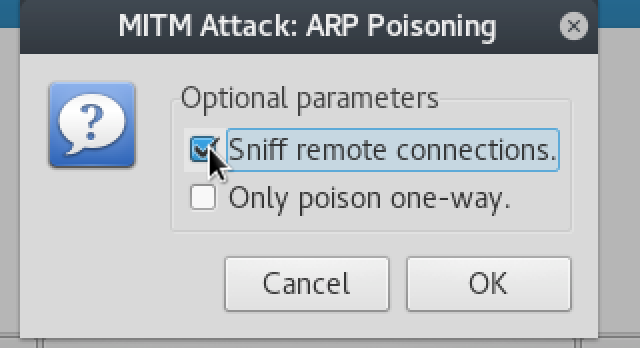 MITM Attack: ARP Poisoning
Optional parameters
Sniff remote connections.
Only poison one-way.
Cancel
OK